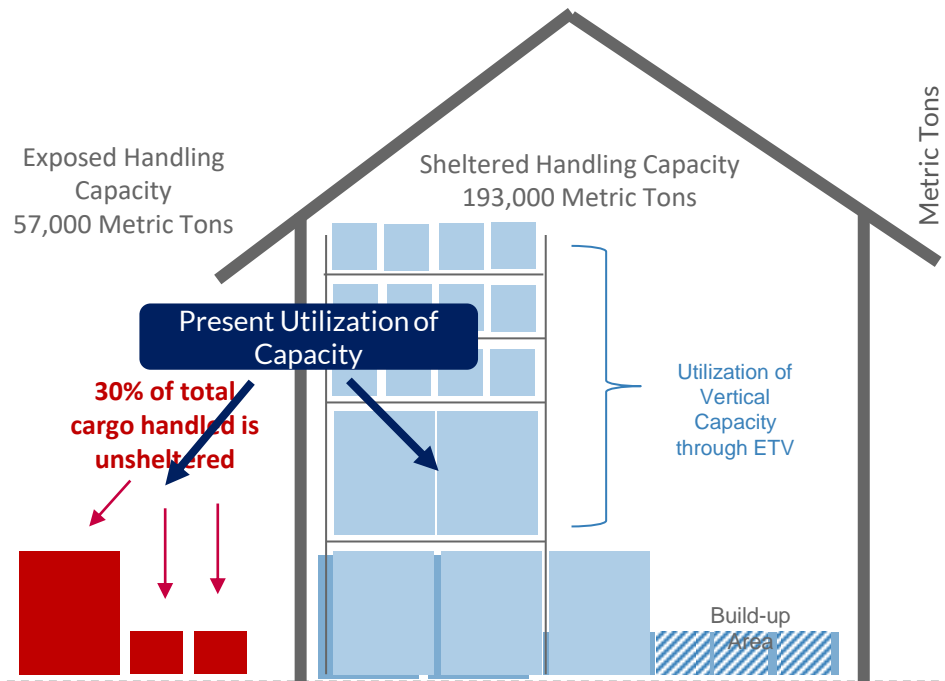 Exposed Handling
Capacity
57,000 Metric Tons
Sheltered Handling Capacity
193,000 Metric Tons
Metric Tons
Present Utilization of
Capacity
30% of total
cargo handled is
unsheltered
Utilization of
Vertical
Capacity
through ETV
Build-up
Area